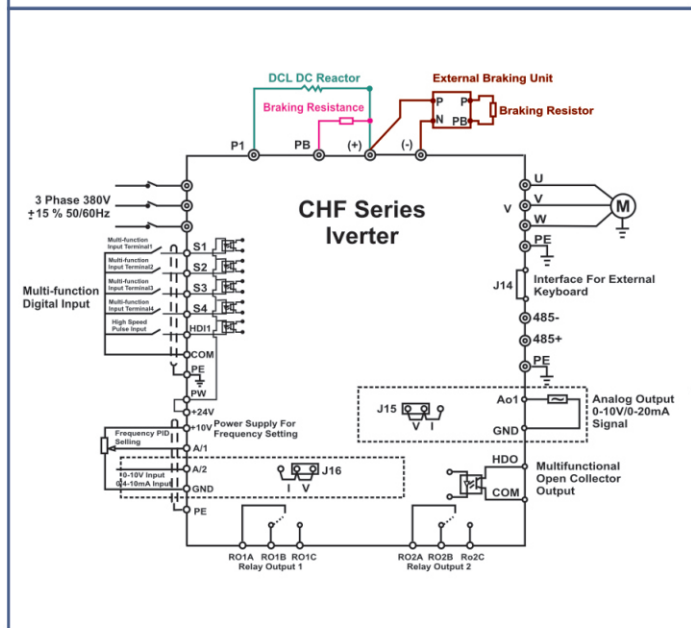 DCL DC Reactor
External Braking Unit
Braking Resistance
P P
N PB
Braking Resistor
P1 PB (+) (-)
3 Phase 380V
±15 % 50/60Hz
CHF Series
Iverter
U
V V
W
M
PE
Multi-function
Input Terminal1
S1
Multi-function
Input Terminal2
S2
Multi-function
Input Terminal3
S3
Multi-function
Input Terminal4
S4
High Speed
Pulse Input
HDI1
Multi-function
Digital Input
COM
PE
PW
+24V
J14
Interface For External
Keyboard
485-
485+
PE
+10V
Power Supply For
Frequency Setting
Frequency PID
Selling
A/1
A/2
0-10V Input
0/4-10mA Input
GND
PE
J16
I V
J15
V I
Ao1
GND
Analog Output
0-10V/0-20mA
Signal
HDO
COM
Multifunctional
Open Collector
Output
RO1A RO1B RO1C
Relay Output 1
RO2A RO2B Ro2C
Relay Output 2